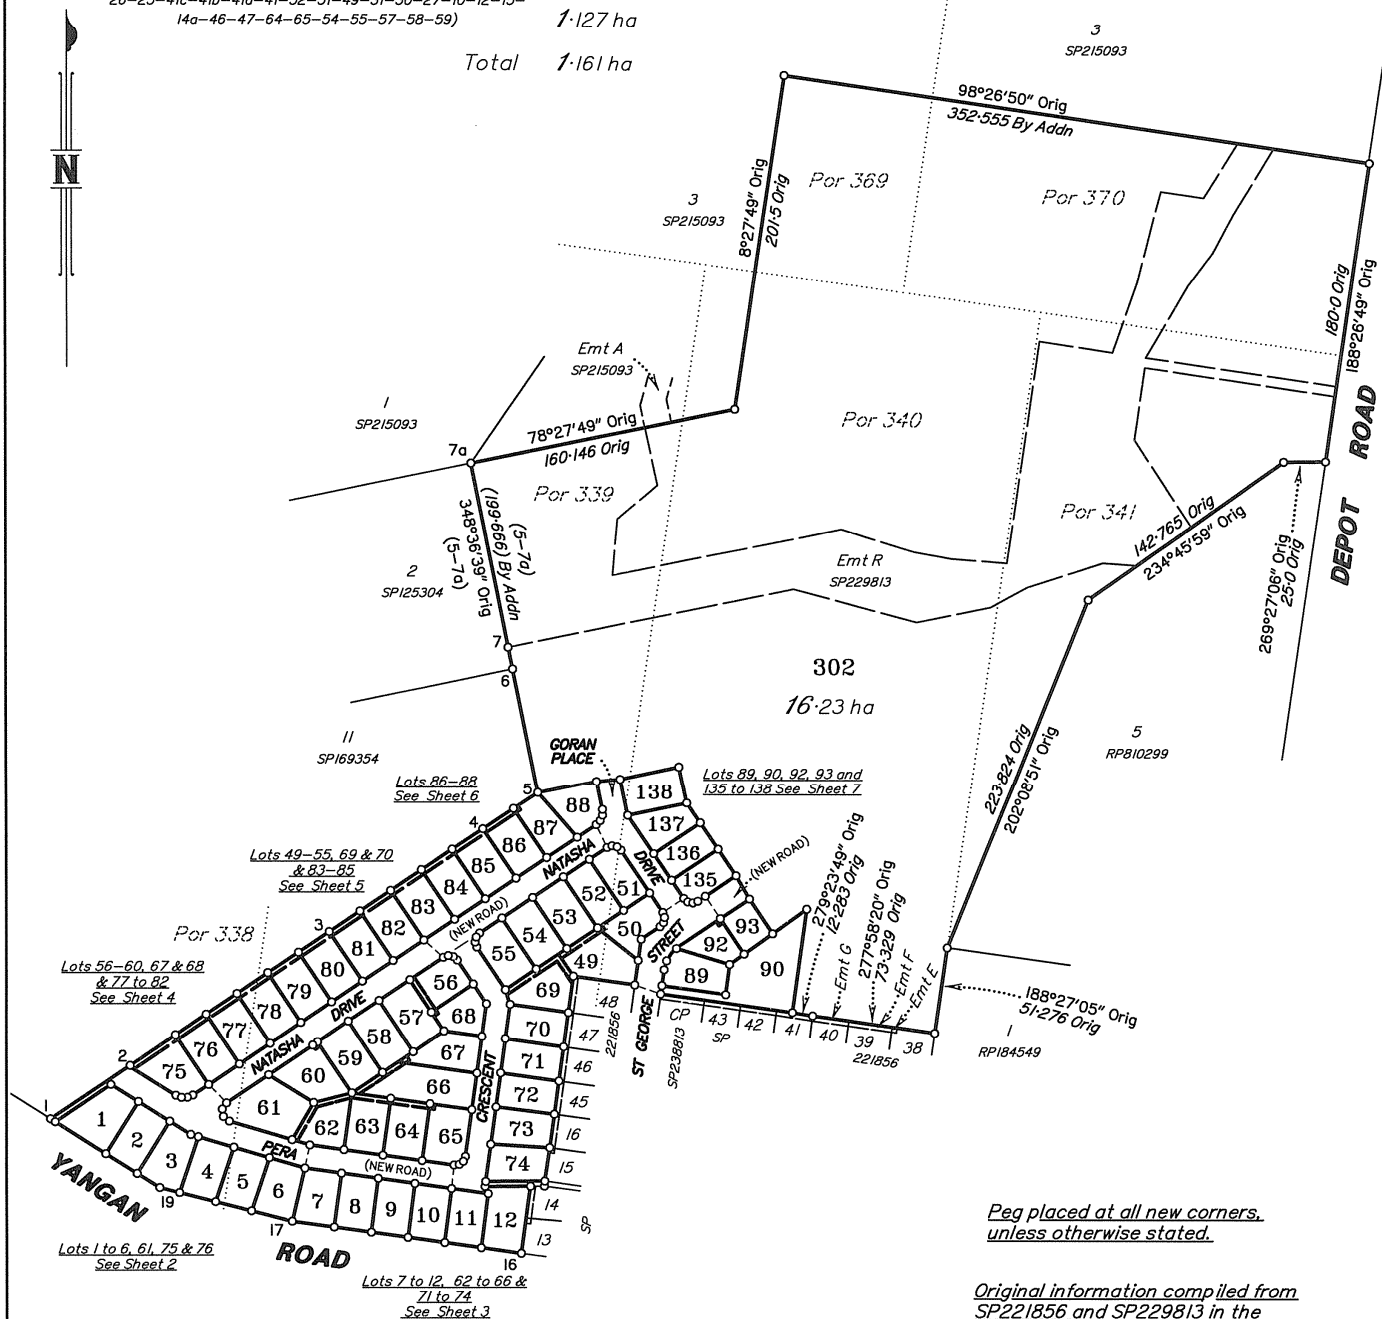 14a-46-47-64-65-54-55-57-58-59)
1·127 ha
Total 1·161 ha
N
3
SP215093
98°26'50" Orig
352·555 By Addn
Por 369
Por 370
3
SP215093
8°27'49" Orig
201·5 Orig
180·0 Orig
188°26'49" Orig
DEPOT ROAD
Emt A
SP215093
1
SP215093
7a
78°27'49" Orig
160·146 Orig
Por 339
Por 340
Por 341
(5-7a)
(199·666) By Addn
348°36'39" Orig
(5-7a)
142·765 Orig
234°45'59" Orig
269°27'06" Orig
25·0 Orig
Emt R
SP229813
2
SP125304
7
6
302
16·23 ha
11
SP169354
5
RP810299
223·824 Orig
202°08'51" Orig
GORAN
PLACE
Lots 86-88
See Sheet 6
Lots 89, 90, 92, 93 and
135 to 138 See Sheet 7
5
4
3
2
1
88
87
86
85
84
83
82
81
80
79
78
77
76
75
138
137
136
135
NATASHA
DRIVE
(NEW ROAD)
Lots 49-55, 69 & 70
& 83-85
See Sheet 5
Por 338
Lots 56-60, 67 & 68
& 77 to 82
See Sheet 4
279°23'49" Orig
12·283 Orig
Emt G
277°58'20" Orig
73·329 Orig
Emt F
Emt E
188°27'05" Orig
51·276 Orig
1
RP184549
52
51
53
50
54
55
49
STREET
93
92
90
89
(NEW ROAD)
NATASHA
DRIVE
56
57
58
59
60
61
68
67
66
69
70
71
72
73
74
62
63
64
65
CRESCENT
PERA
(NEW ROAD)
48
47
221856
46
45
16
15
14
13
SP
ST GEORGE
CP
SP238813
43
SP
42
41
40
39
221856
38
1
2
3
4
5
6
7
8
9
10
11
12
19
17
16
YANGAN
ROAD
Lots 1 to 6, 61, 75 & 76
See Sheet 2
Lots 7 to 12, 62 to 66 &
71 to 74
See Sheet 3
Peg placed at all new corners,
unless otherwise stated.
Original information compiled from
SP221856 and SP229813 in the